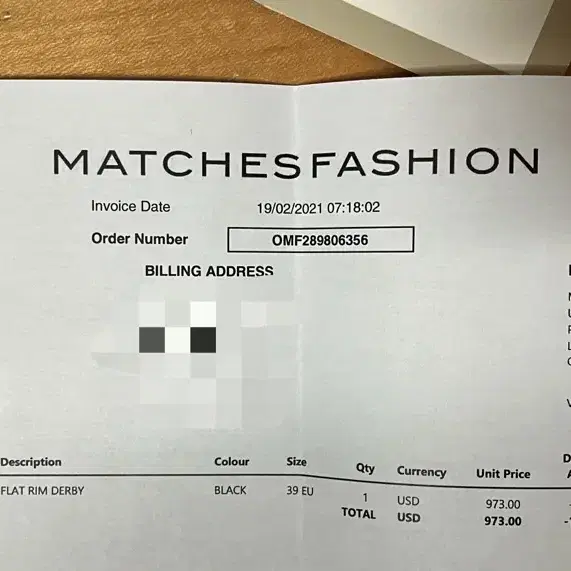 MATCHESFASHION
Invoice Date 19/02/2021 07:18:02
Order Number OMF289806356
BILLING ADDRESS
Description Colour Size Qty Currency Unit Price
FLAT RIM DERBY BLACK 39 EU 1 USD 973.00
TOTAL USD 973.00